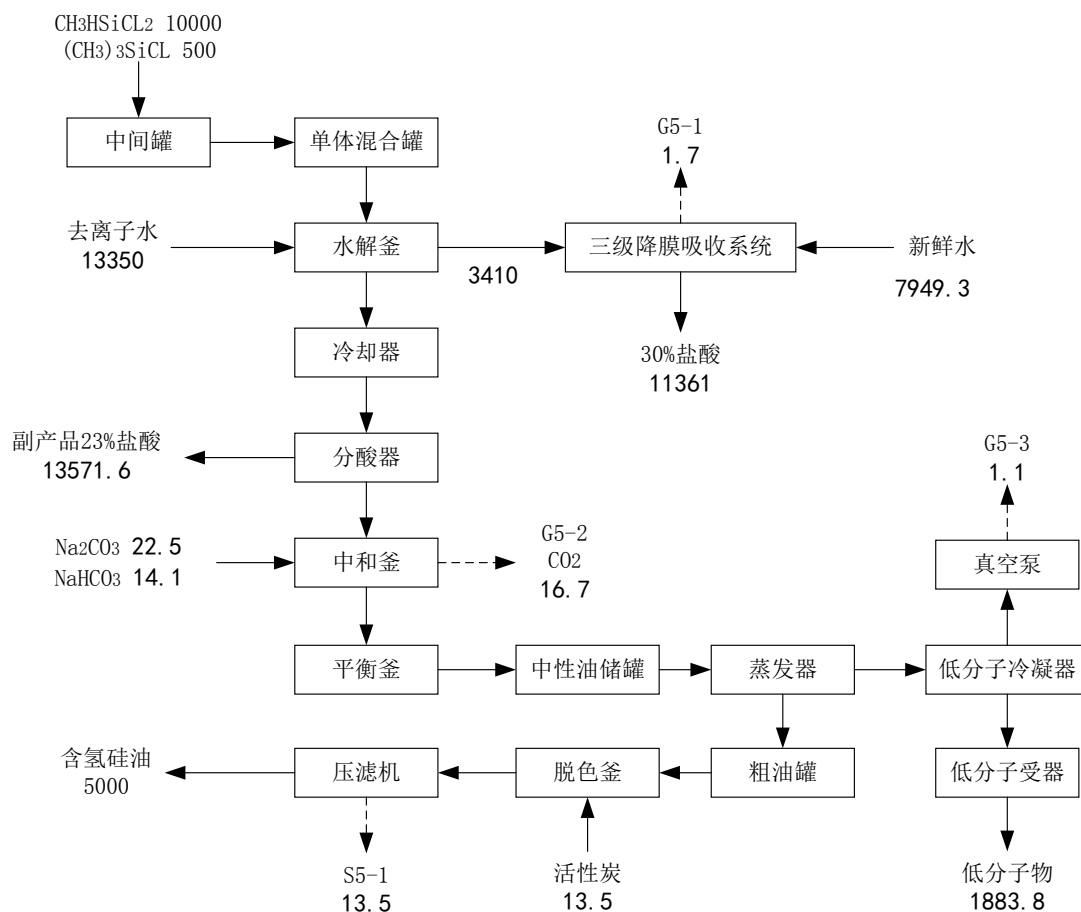 CH3HSiCL2 10000
(CH3)3SiCL 500
中间罐
单体混合罐
G5-1
1.7
去离子水
13350
水解釜
3410
三级降膜吸收系统
新鲜水
7949.3
冷却器
30%盐酸
11361
副产品23%盐酸
13571.6
分酸器
G5-3
1.1
Na2CO3 22.5
NaHCO3 14.1
中和釜
G5-2
CO2
16.7
真空泵
平衡釜
中性油储罐
蒸发器
低分子冷凝器
含氢硅油
5000
压滤机
脱色釜
粗油罐
低分子受器
S5-1
13.5
活性炭
13.5
低分子物
1883.8